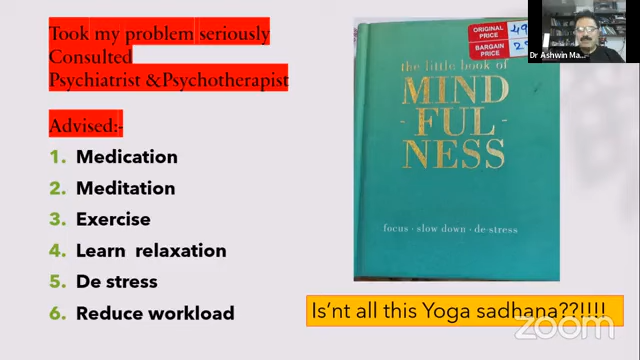 Took my problem seriously
Consulted
Psychiatrist &Psychotherapist
Advised:-
1. Medication
2. Meditation
3. Exercise
4. Learn relaxation
5. De stress
6. Reduce workload
ORIGINAL
PRICE
BARGAIN
PRICE
the little book of
MIND
-FUL-
NESS
focus · slow down · de-stress
Is'nt all this Yoga sadhana??!!!!
Dr Ashwin Ma...
zoom